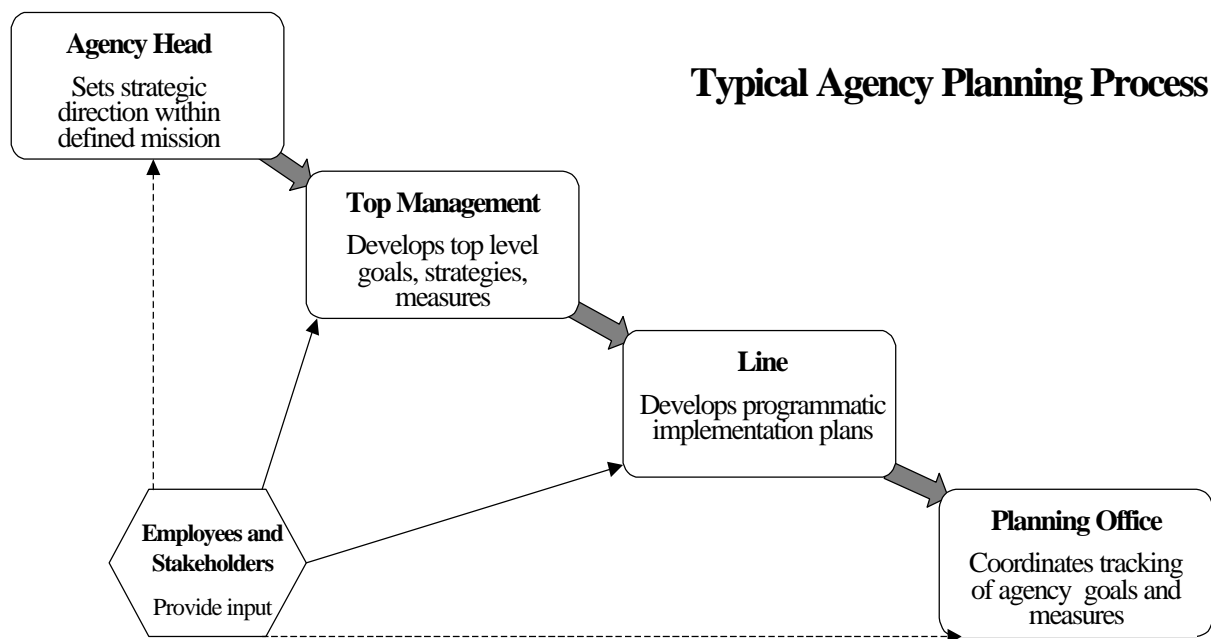 Agency Head
Sets strategic
direction within
defined mission
Typical Agency Planning Process
Top Management
Develops top level
goals, strategies,
measures
Line
Develops programmatic
implementation plans
Employees and
Stakeholders
Provide input
Planning Office
Coordinates tracking
of agency goals and
measures